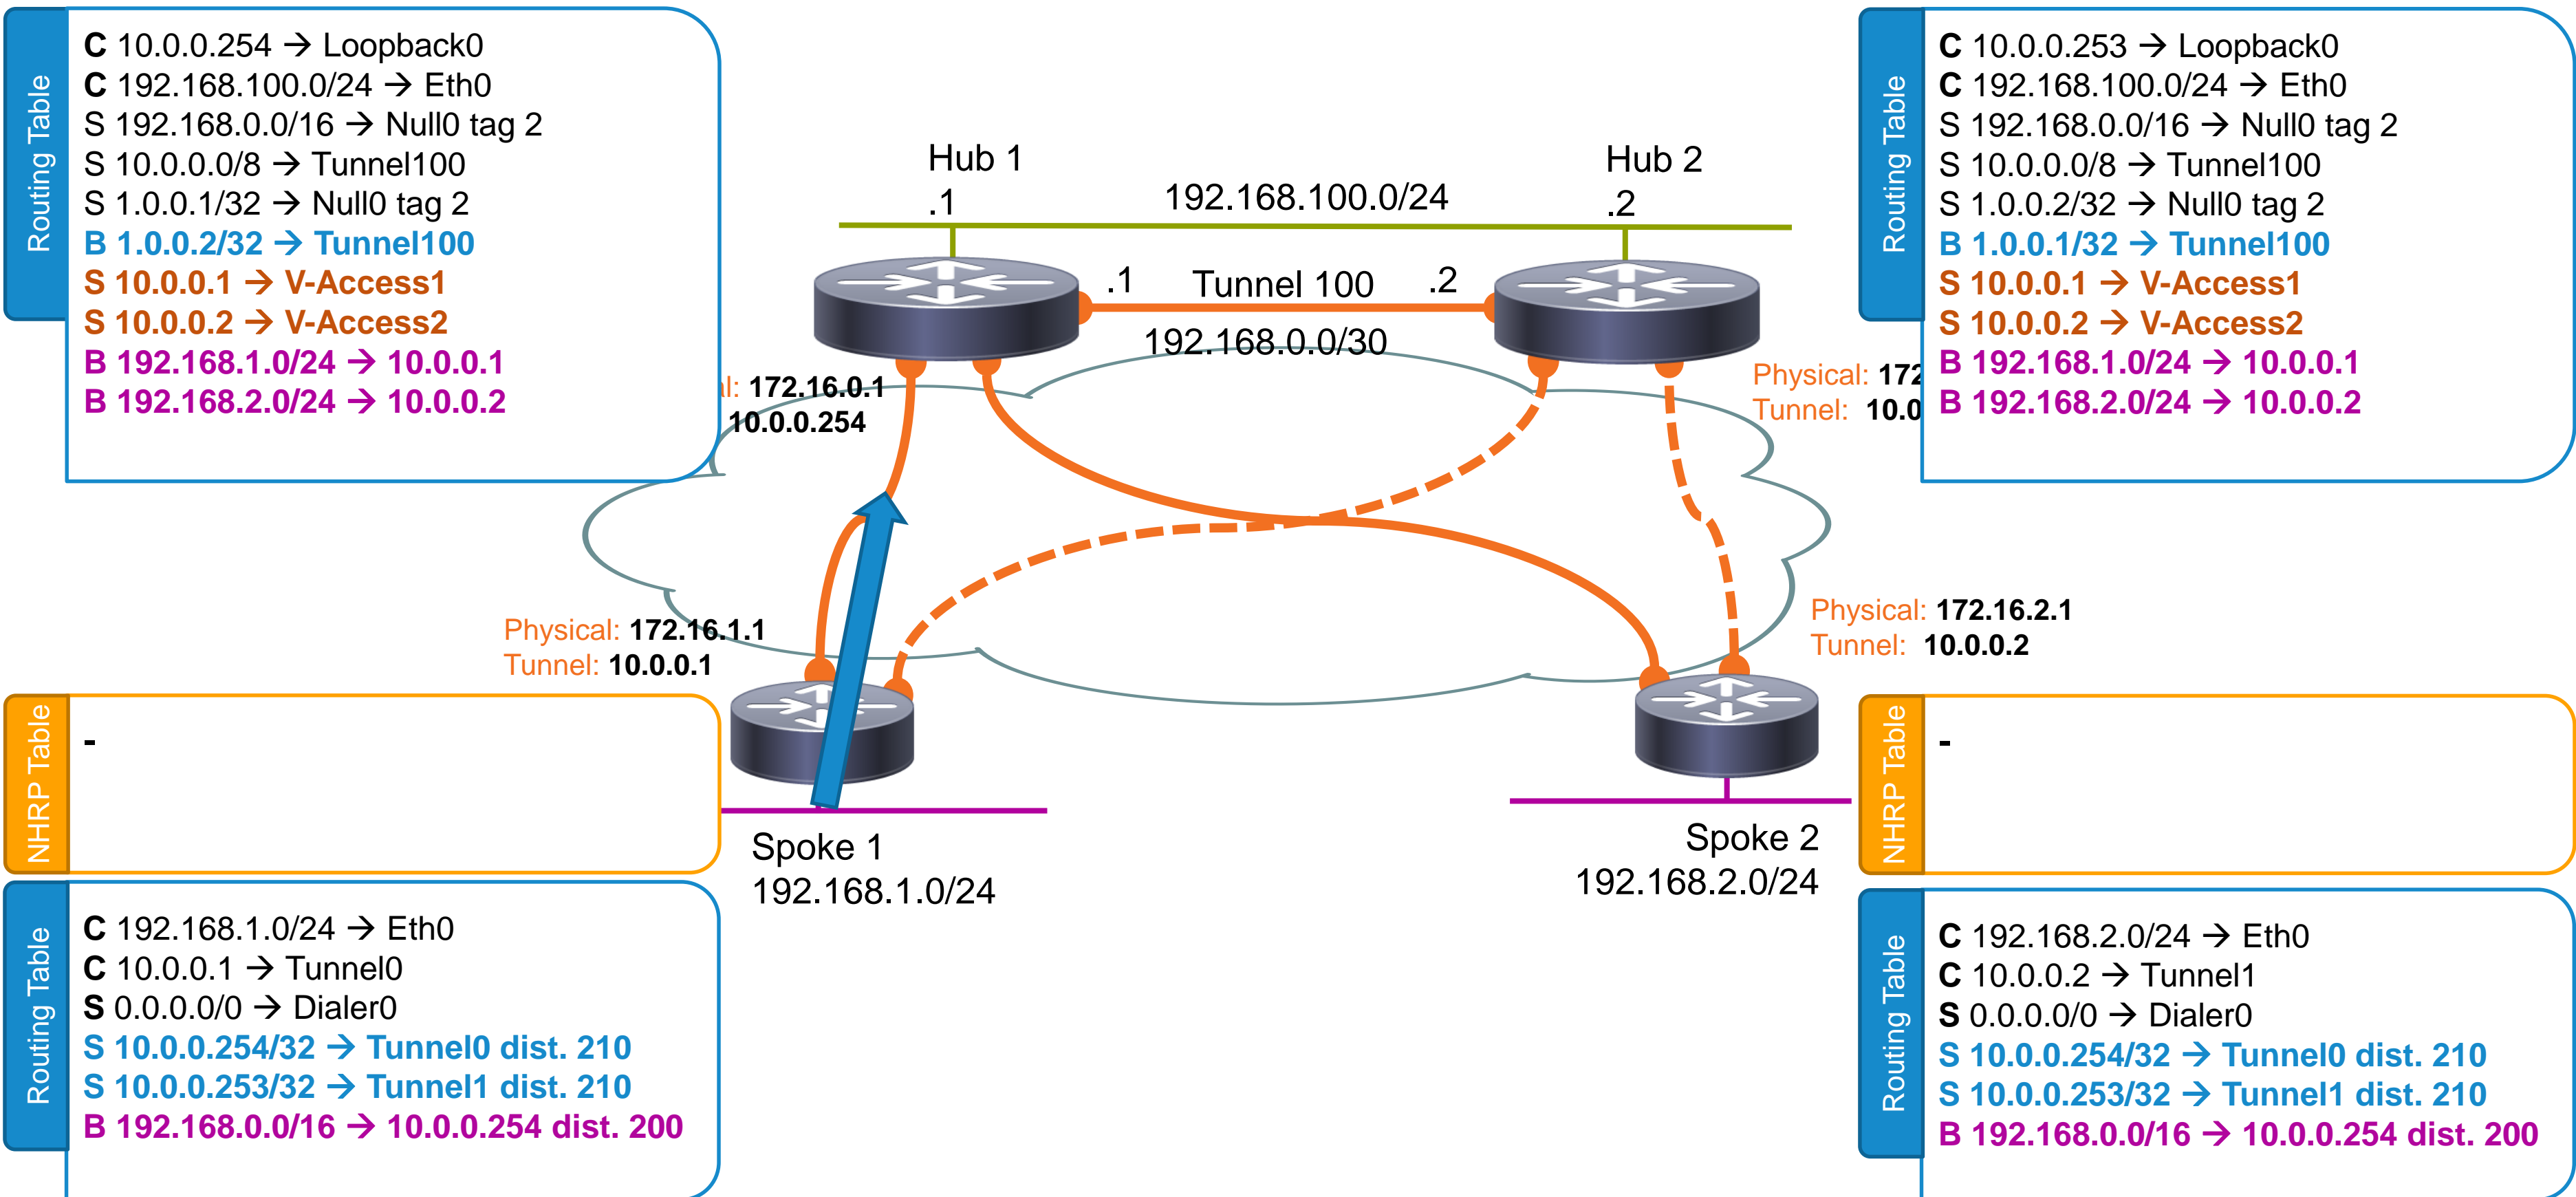 Routing Table
C 10.0.0.254 → Loopback0
C 192.168.100.0/24 → Eth0
S 192.168.0.0/16 → Null0 tag 2
S 10.0.0.0/8 → Tunnel100
S 1.0.0.1/32 → Null0 tag 2
B 1.0.0.2/32 → Tunnel100
S 10.0.0.1 → V-Access1
S 10.0.0.2 → V-Access2
B 192.168.1.0/24 → 10.0.0.1
B 192.168.2.0/24 → 10.0.0.2
Routing Table
C 10.0.0.253 → Loopback0
C 192.168.100.0/24 → Eth0
S 192.168.0.0/16 → Null0 tag 2
S 10.0.0.0/8 → Tunnel100
S 1.0.0.2/32 → Null0 tag 2
B 1.0.0.1/32 → Tunnel100
S 10.0.0.1 → V-Access1
S 10.0.0.2 → V-Access2
B 192.168.1.0/24 → 10.0.0.1
B 192.168.2.0/24 → 10.0.0.2
Hub 1
.1
192.168.100.0/24
Hub 2
.2
.1
Tunnel 100
.2
192.168.0.0/30
172.16.0.1
10.0.0.254
Physical: 172
Tunnel: 10.0
Physical: 172.16.1.1
Tunnel: 10.0.0.1
Physical: 172.16.2.1
Tunnel: 10.0.0.2
NHRP Table
-
NHRP Table
-
Spoke 1
192.168.1.0/24
Spoke 2
192.168.2.0/24
Routing Table
C 192.168.1.0/24 → Eth0
C 10.0.0.1 → Tunnel0
S 0.0.0.0/0 → Dialer0
S 10.0.0.254/32 → Tunnel0 dist. 210
S 10.0.0.253/32 → Tunnel1 dist. 210
B 192.168.0.0/16 → 10.0.0.254 dist. 200
Routing Table
C 192.168.2.0/24 → Eth0
C 10.0.0.2 → Tunnel1
S 0.0.0.0/0 → Dialer0
S 10.0.0.254/32 → Tunnel0 dist. 210
S 10.0.0.253/32 → Tunnel1 dist. 210
B 192.168.0.0/16 → 10.0.0.254 dist. 200